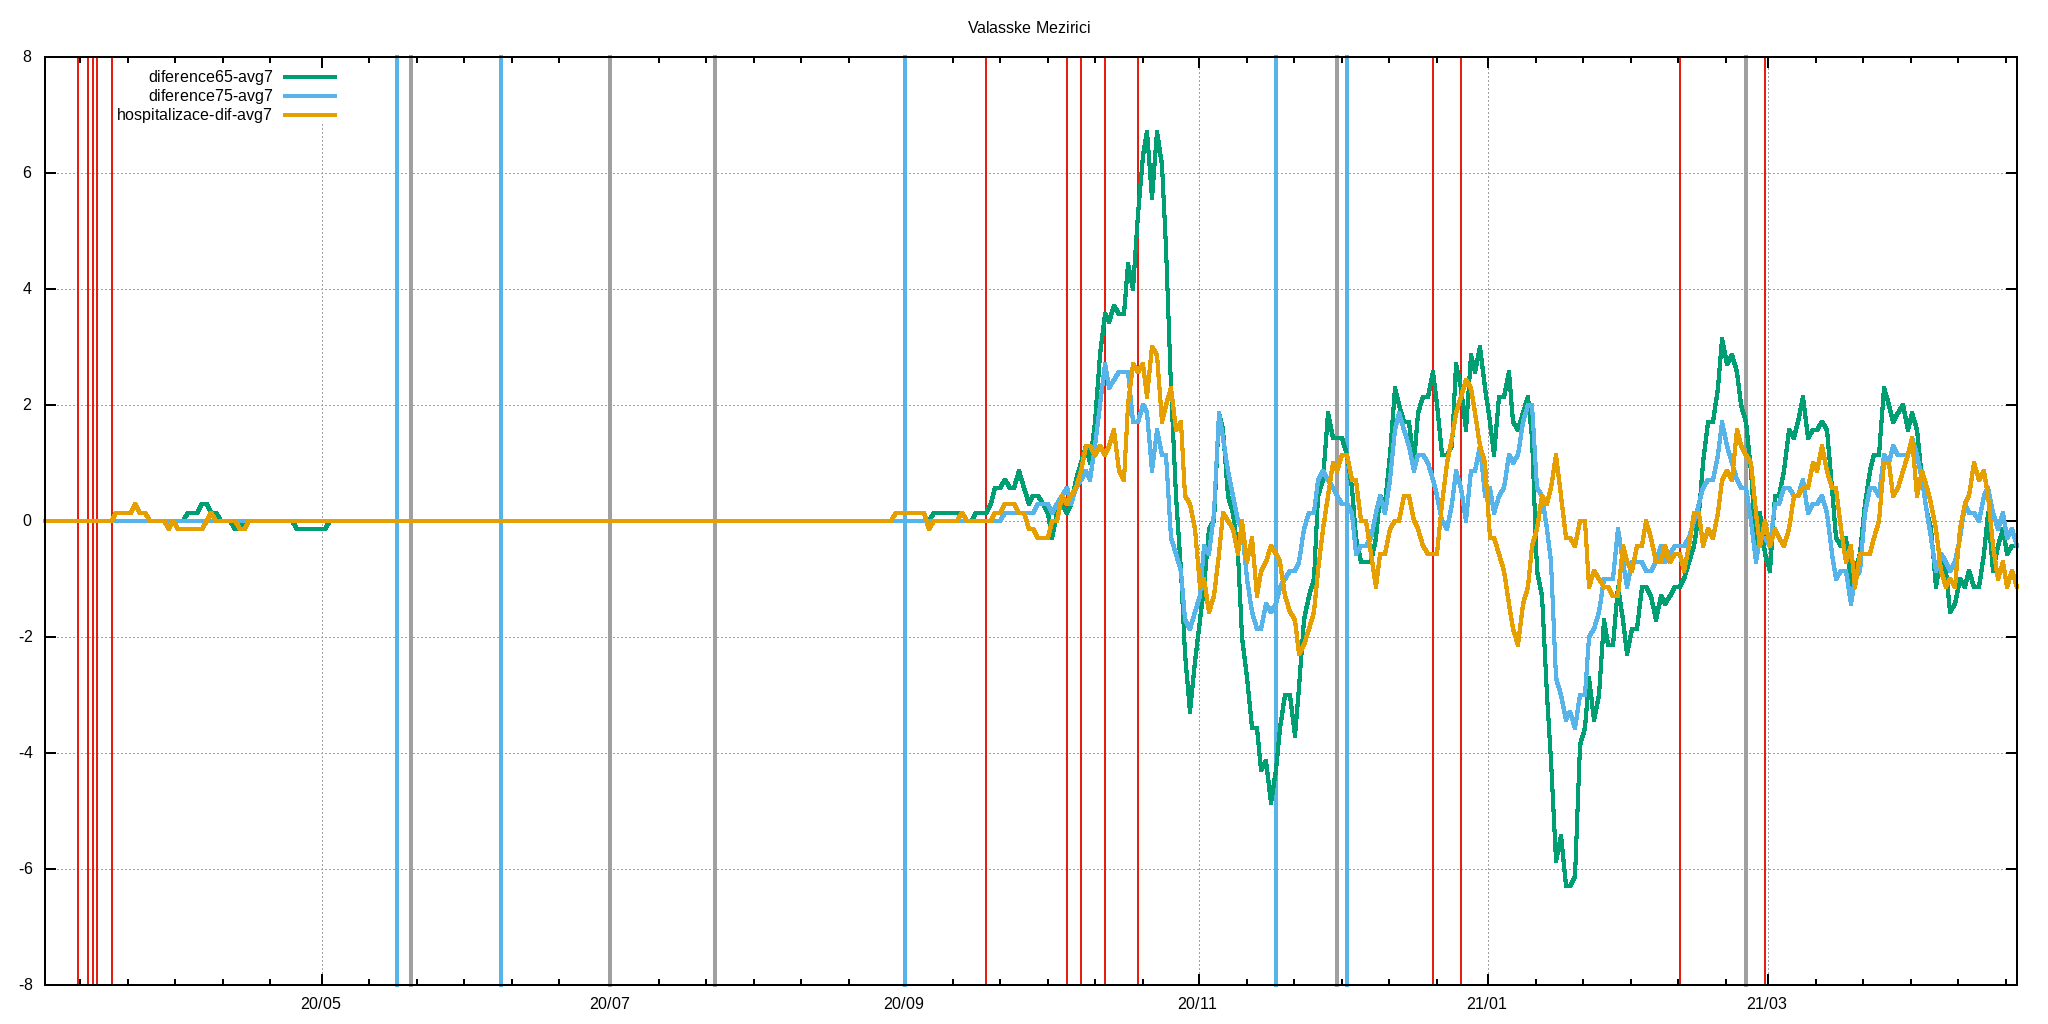 Valasske Mezirici
8
diference65-avg7
diference75-avg7
hospitalizace-dif-avg7
6
4
2
0
-2
-4
-6
-8
20/05 20/07 20/09 20/11 21/01 21/03